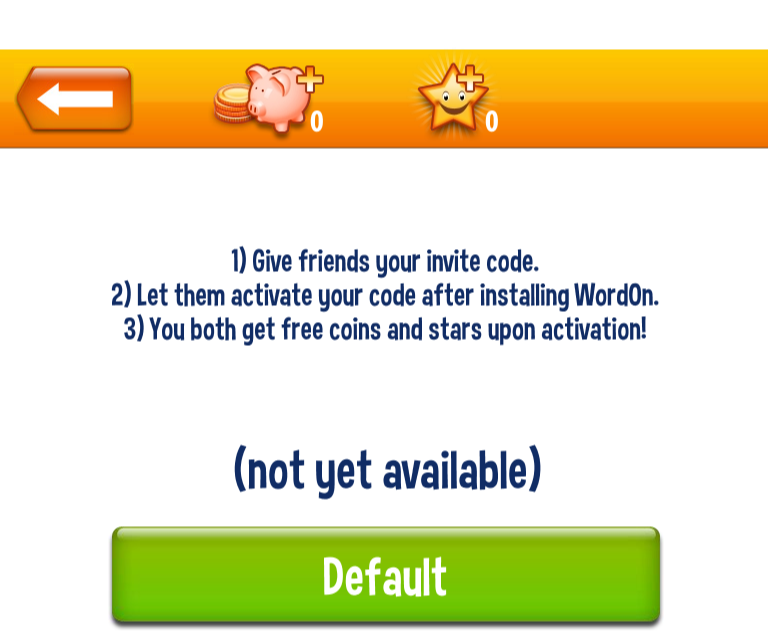 0
0
1) Give friends your invite code.
2) Let them activate your code after installing WordOn.
3) You both get free coins and stars upon activation!
(not yet available)
Default